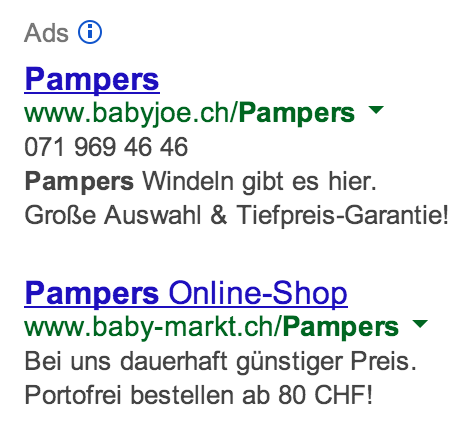 Ads
Pampers
www.babyjoe.ch/Pampers
071 969 46 46
Pampers Windeln gibt es hier.
Große Auswahl & Tiefpreis-Garantie!
Pampers Online-Shop
www.baby-markt.ch/Pampers
Bei uns dauerhaft günstiger Preis.
Portofrei bestellen ab 80 CHF!